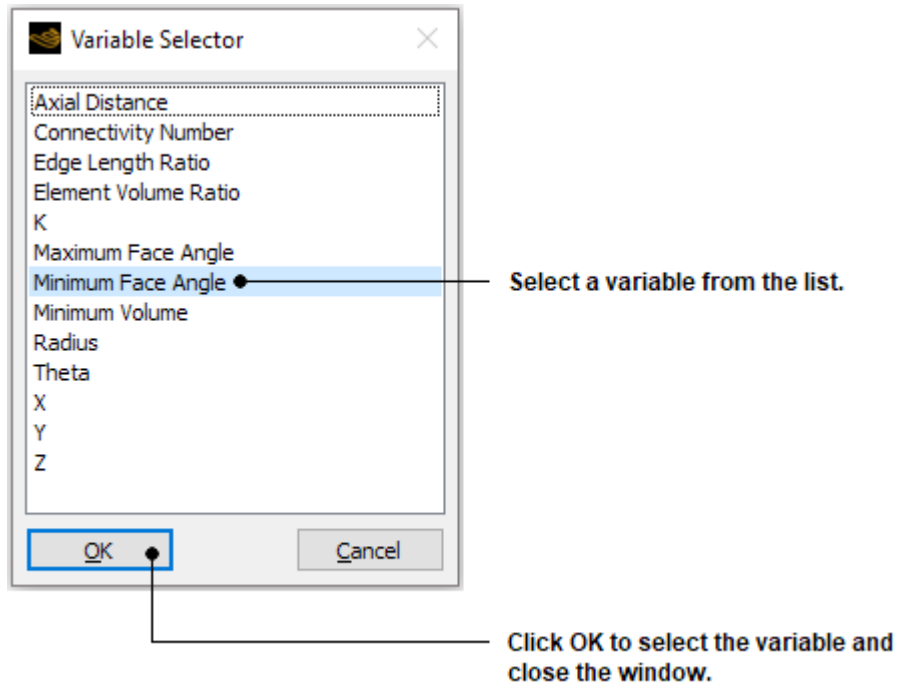 Variable Selector
Axial Distance
Connectivity Number
Edge Length Ratio
Element Volume Ratio
K
Maximum Face Angle
Minimum Face Angle
Select a variable from the list.
Minimum Volume
Radius
Theta
X
Y
Z
OK
Cancel
Click OK to select the variable and
close the window.